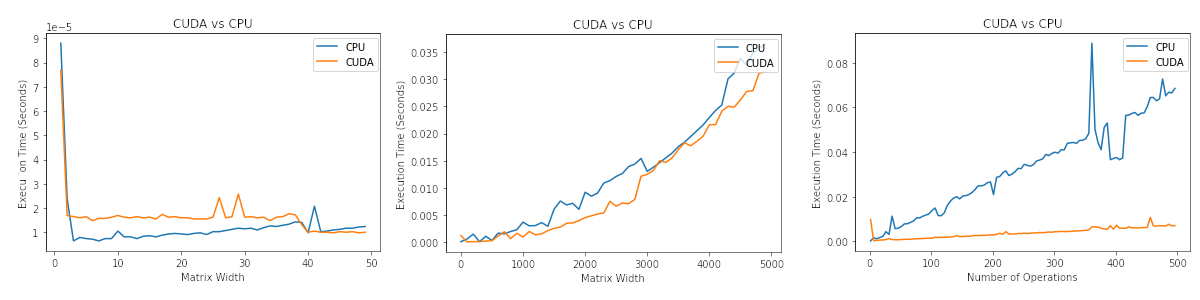 CUDA vs CPU
1e−5
9
8
7
6
5
4
3
2
1
0
10
20
30
40
50
Matrix Width
Execu on Time (Seconds)
CPU
CUDA
CUDA vs CPU
0.035
0.030
0.025
0.020
0.015
0.010
0.005
0.000
0
1000
2000
3000
4000
5000
Matrix Width
Execution Time (Seconds)
CPU
CUDA
CUDA vs CPU
0.08
0.06
0.04
0.02
0.00
0
100
200
300
400
500
Number of Operations
Execution Time (Seconds)
CPU
CUDA